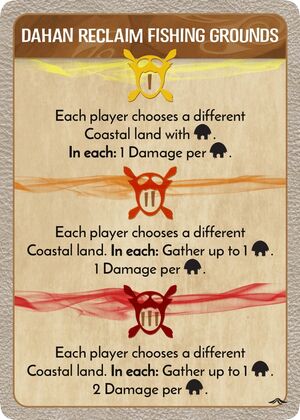 DAHAN RECLAIM FISHING GROUNDS
I
Each player chooses a different
Coastal land with .
In each: 1 Damage per .
II
Each player chooses a different
Coastal land. In each: Gather up to 1 .
1 Damage per .
III
Each player chooses a different
Coastal land. In each: Gather up to 1 .
2 Damage per .